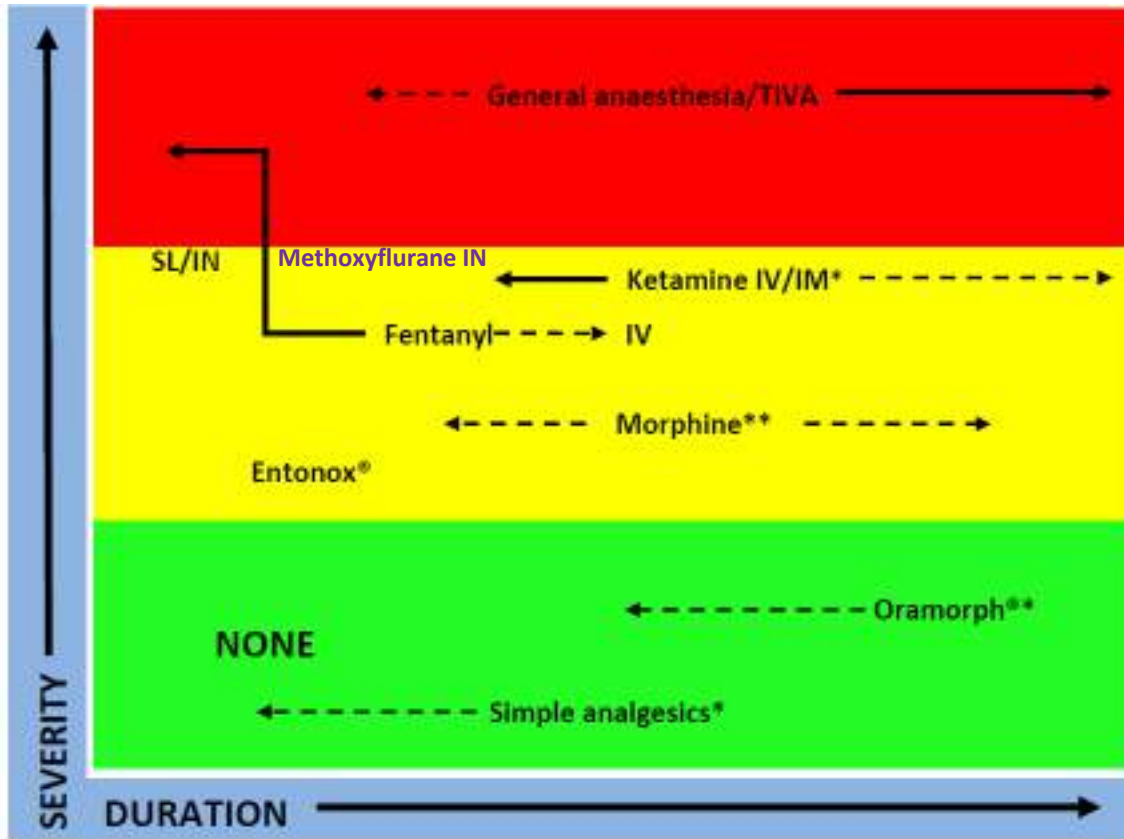 General anaesthesia/TIVA
SL/IN
Methoxyflurane IN
Ketamine IV/IM*
Fentanyl
IV
Morphine**
Entonox®
Oramorph®*
NONE
Simple analgesics*
SEVERITY
DURATION